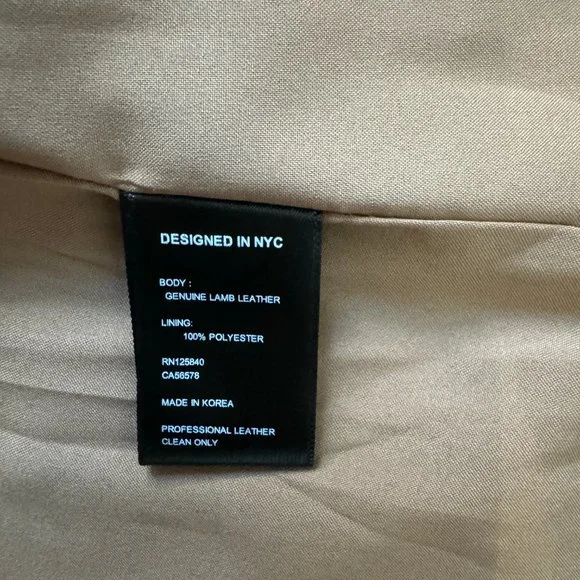 DESIGNED IN NYC
BODY :
GENUINE LAMB LEATHER
LINING:
100% POLYESTER
RN125840
CA56578
MADE IN KOREA
PROFESSIONAL LEATHER
CLEAN ONLY